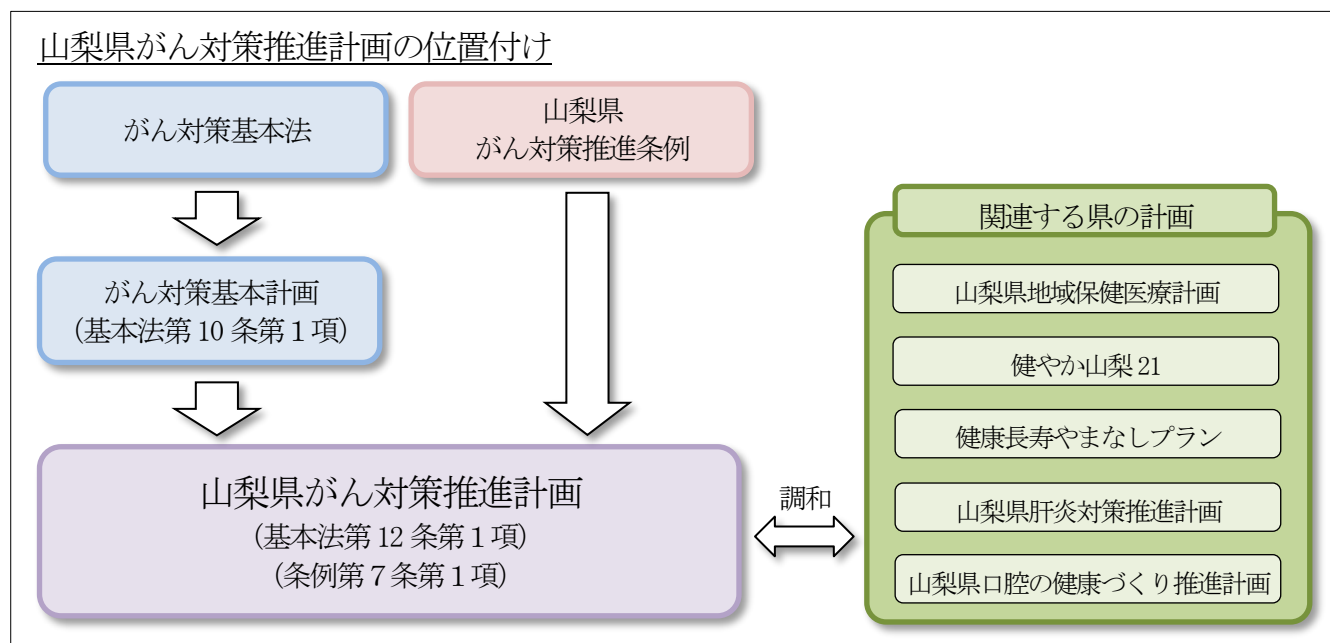 山梨県がん対策推進計画の位置付け
がん対策基本法
山梨県
がん対策推進条例
がん対策基本計画
(基本法第10条第1項)
山梨県がん対策推進計画
(基本法第12条第1項)
(条例第7条第1項)
調和
関連する県の計画
山梨県地域保健医療計画
健やか山梨21
健康長寿やまなしプラン
山梨県肝炎対策推進計画
山梨県口腔の健康づくり推進計画